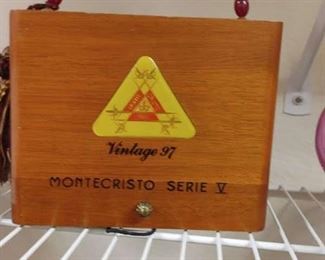 Vintage 97
MONTECRISTO SERIE V